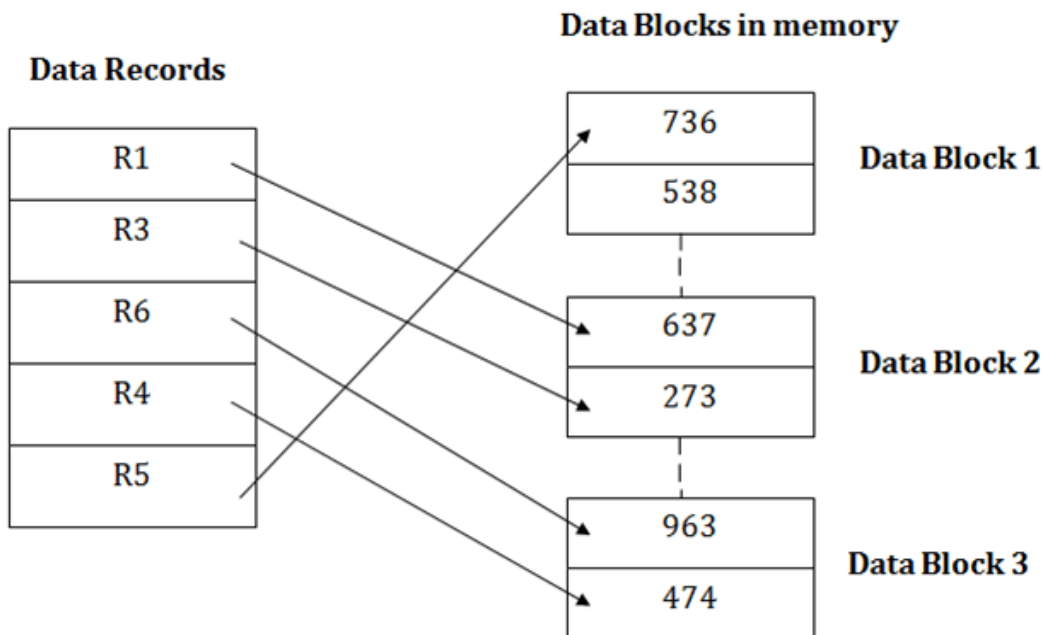 Data Blocks in memory
Data Records
R1
R3
R6
R4
R5
736
538
Data Block 1
637
273
Data Block 2
963
474
Data Block 3